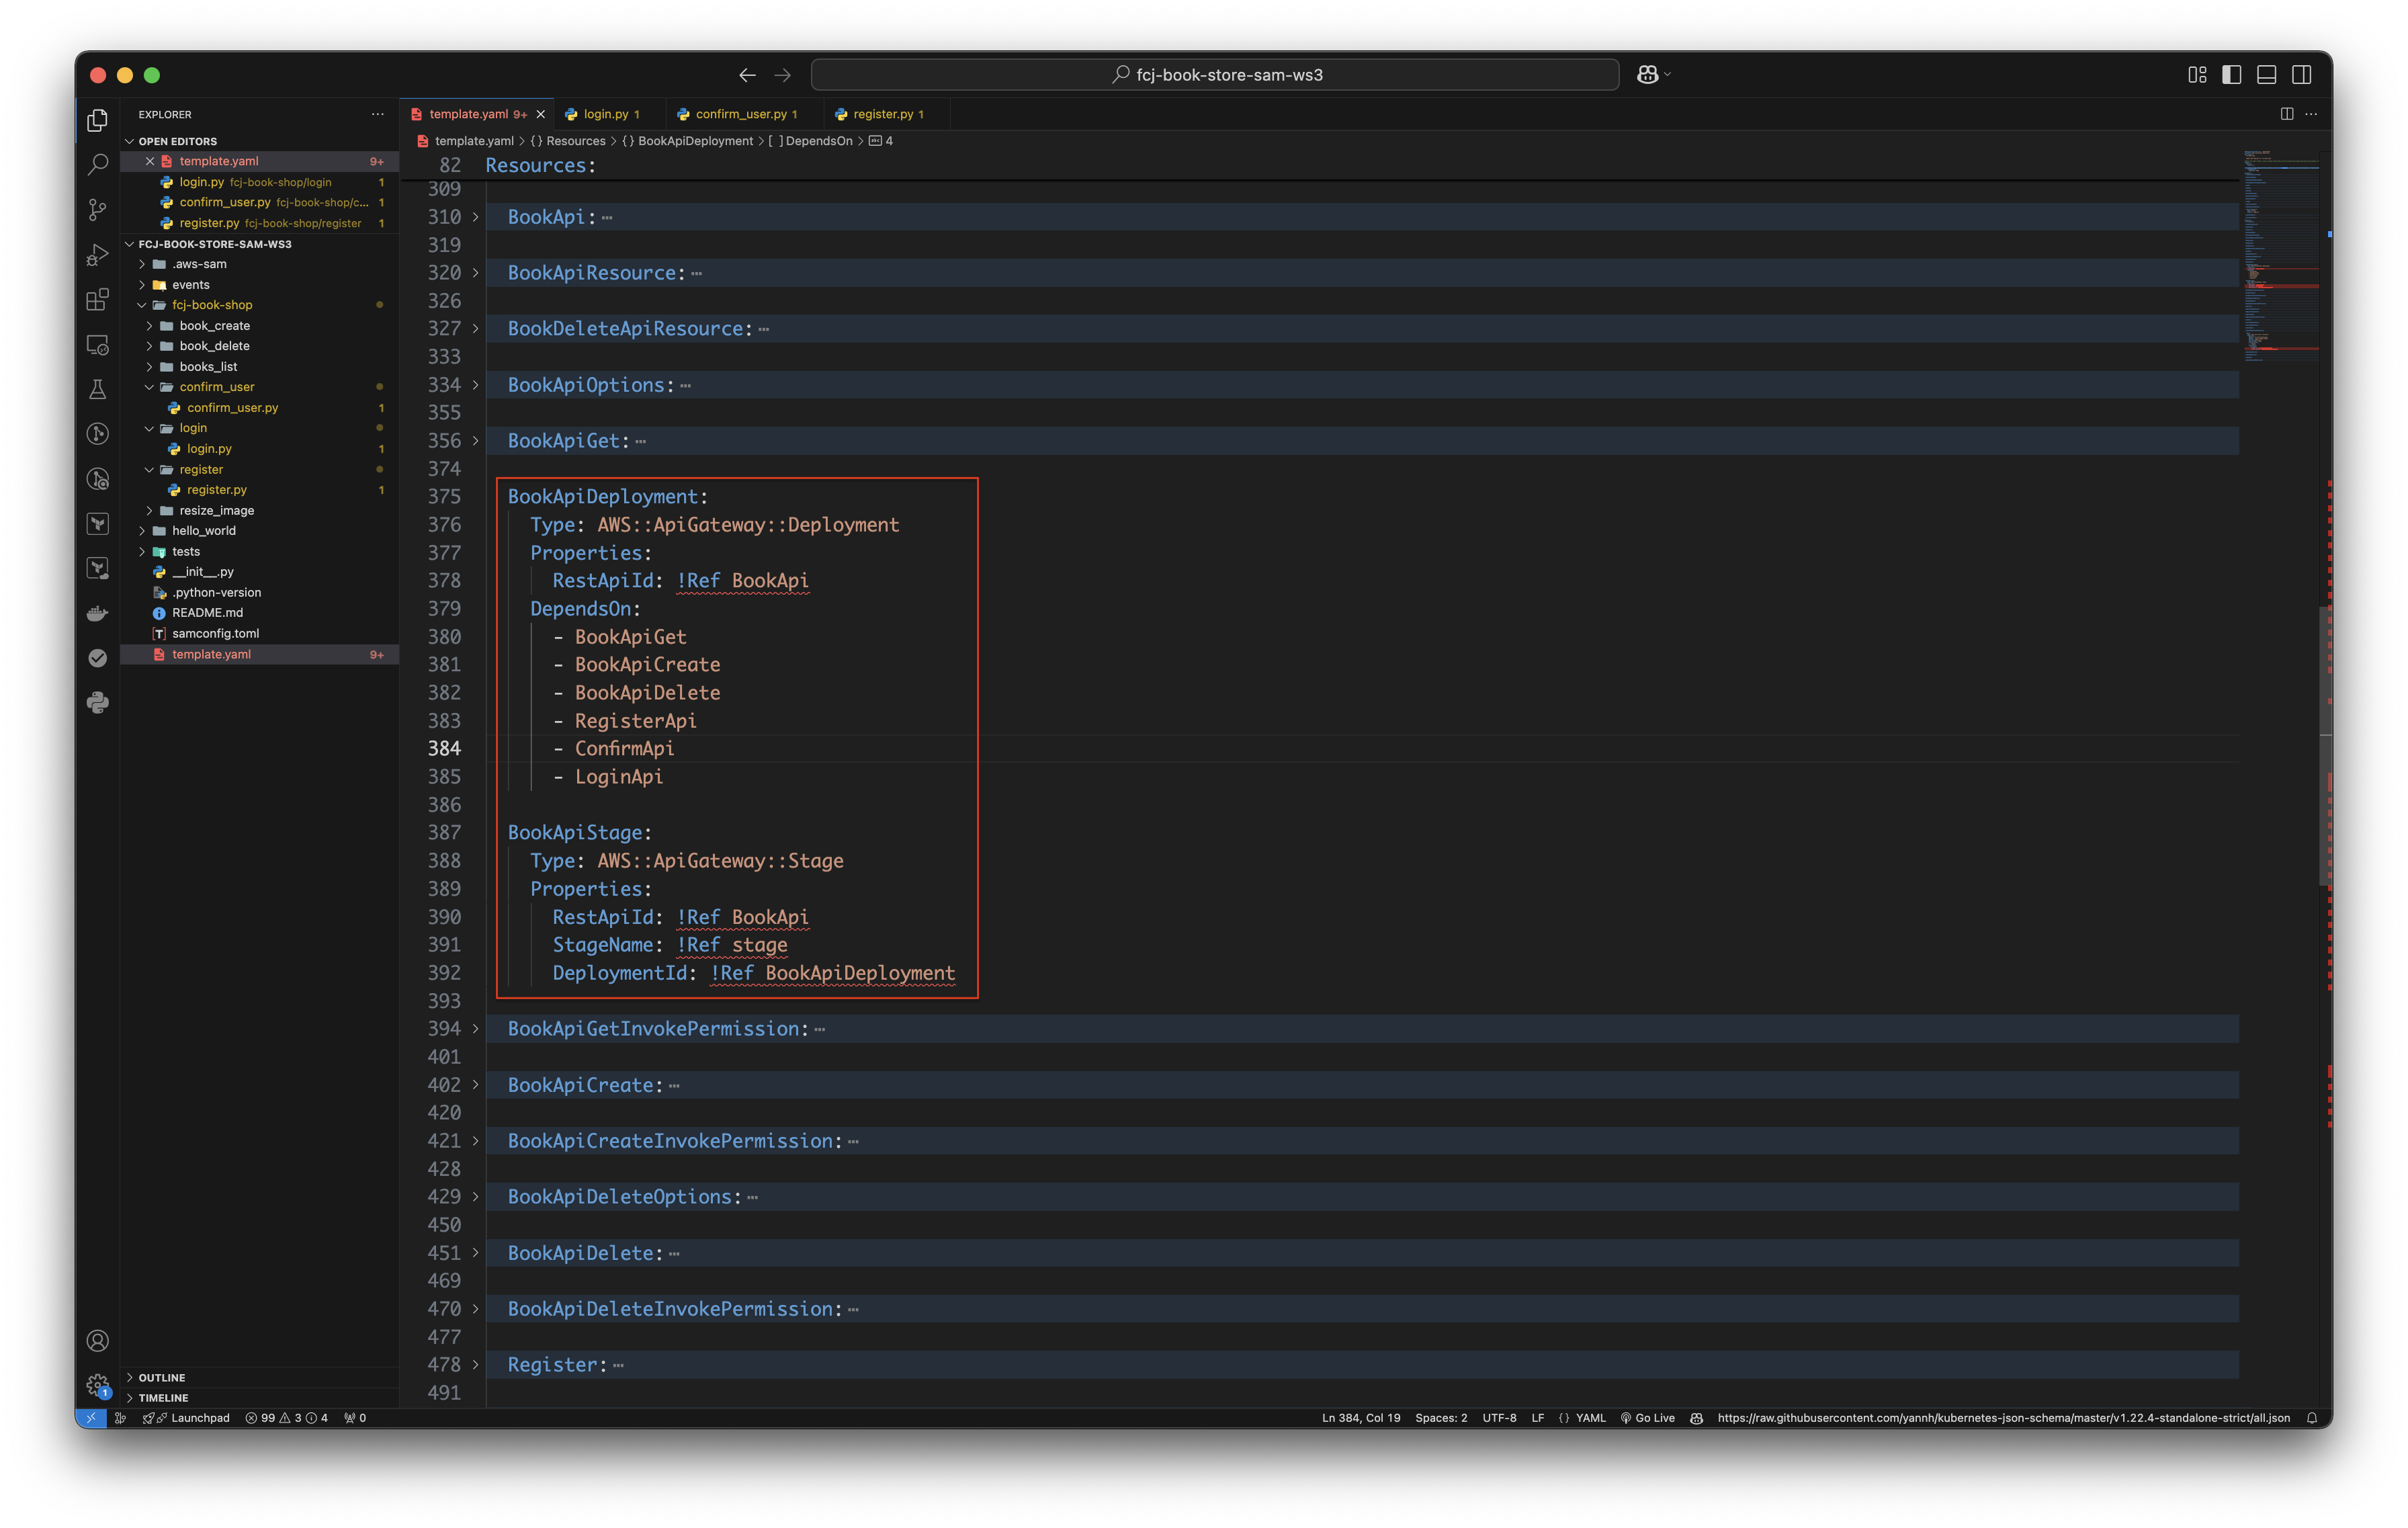 fcj-book-store-sam-ws3
EXPLORER
OPEN EDITORS
template.yaml 9+
login.py fcj-book-shop/login 1
confirm_user.py fcj-book-shop/c... 1
register.py fcj-book-shop/register 1
FCJ-BOOK-STORE-SAM-WS3
.aws-sam
events
fcj-book-shop
book_create
book_delete
books_list
confirm_user
confirm_user.py 1
login
login.py 1
register
register.py 1
resize_image
hello_world
tests
__init__.py
.python-version
README.md
samconfig.toml
template.yaml 9+
OUTLINE
TIMELINE
template.yaml 9+ login.py 1 confirm_user.py 1 register.py 1
template.yaml > {} Resources > {} BookApiDeployment > [ ] DependsOn > abc 4
82 Resources:
309
310 BookApi: ...
319
320 BookApiResource: ...
326
327 BookDeleteApiResource: ...
333
334 BookApiOptions: ...
355
356 BookApiGet: ...
374
375 BookApiDeployment:
376 Type: AWS::ApiGateway::Deployment
377 Properties:
378 RestApiId: !Ref BookApi
379 DependsOn:
380 - BookApiGet
381 - BookApiCreate
382 - BookApiDelete
383 - RegisterApi
384 - ConfirmApi
385 - LoginApi
386
387 BookApiStage:
388 Type: AWS::ApiGateway::Stage
389 Properties:
390 RestApiId: !Ref BookApi
391 StageName: !Ref stage
392 DeploymentId: !Ref BookApiDeployment
393
394 BookApiGetInvokePermission: ...
401
402 BookApiCreate: ...
420
421 BookApiCreateInvokePermission: ...
428
429 BookApiDeleteOptions: ...
450
451 BookApiDelete: ...
469
470 BookApiDeleteInvokePermission: ...
477
478 Register: ...
491
1
Launchpad 99 3 4 0 Ln 384, Col 19 Spaces: 2 UTF-8 LF {} YAML Go Live https://raw.githubusercontent.com/yannh/kubernetes-json-schema/master/v1.22.4-standalone-strict/all.json